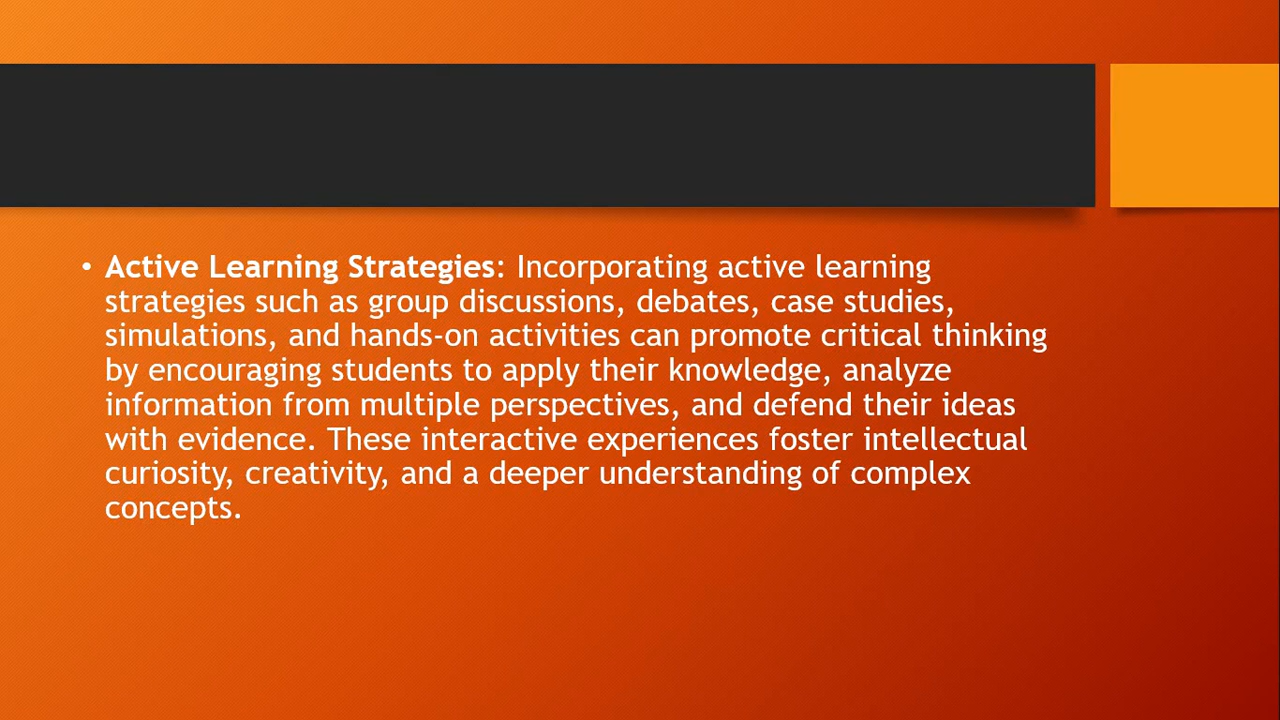 • Active Learning Strategies: Incorporating active learning
strategies such as group discussions, debates, case studies,
simulations, and hands-on activities can promote critical thinking
by encouraging students to apply their knowledge, analyze
information from multiple perspectives, and defend their ideas
with evidence. These interactive experiences foster intellectual
curiosity, creativity, and a deeper understanding of complex
concepts.